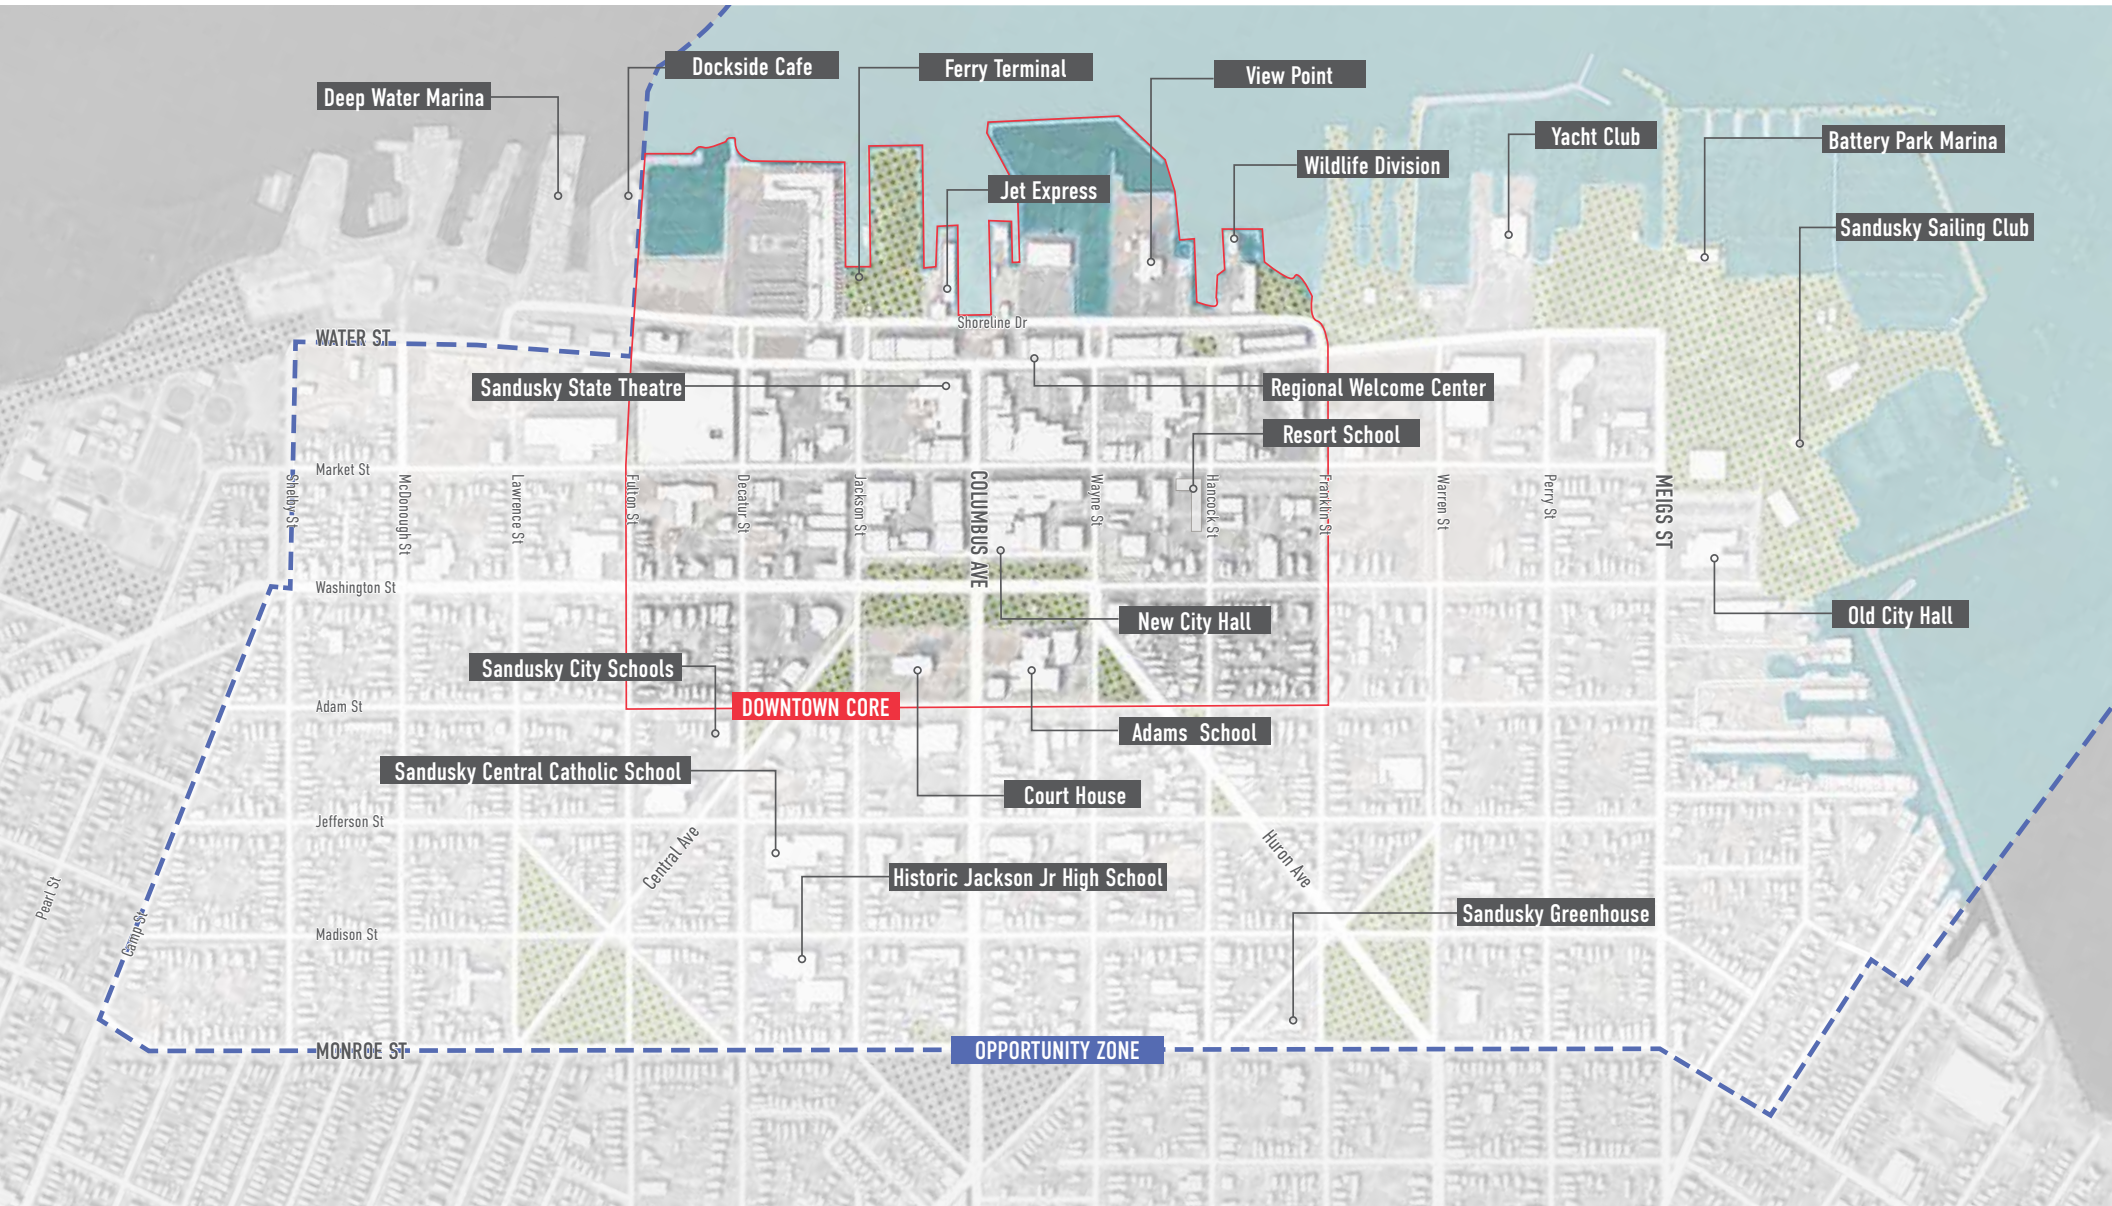 Dockside Cafe
Ferry Terminal
View Point
Deep Water Marina
Yacht Club
Battery Park Marina
Wildlife Division
Jet Express
Sandusky Sailing Club
Shoreline Dr
WATER ST
Sandusky State Theatre
Regional Welcome Center
Resort School
Market St
Shelby St
McDonough St
Lawrence St
Fulton St
Decatur St
Jackson St
COLUMBUS AVE
Wayne St
Hancock St
Franklin St
Warren St
Perry St
MEIGS ST
Washington St
New City Hall
Old City Hall
Sandusky City Schools
Adam St
DOWNTOWN CORE
Adams School
Sandusky Central Catholic School
Court House
Jefferson St
Central Ave
Huron Ave
Historic Jackson Jr High School
Pearl St
Camp St
Madison St
Sandusky Greenhouse
MONROE ST
OPPORTUNITY ZONE